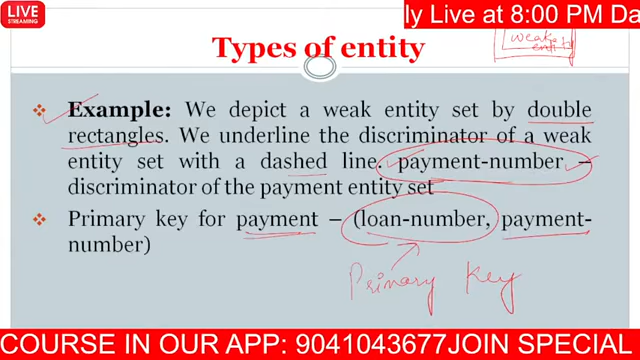 LIVE
STREAMING
ly Live at 8:00 PM Da
weak
entity
Types of entity
Example: We depict a weak entity set by double
rectangles. We underline the discriminator of a weak
entity set with a dashed line. payment-number –
discriminator of the payment entity set
Primary key for payment – (loan-number, payment-
number)
Primary Key
COURSE IN OUR APP: 9041043677JOIN SPECIAL